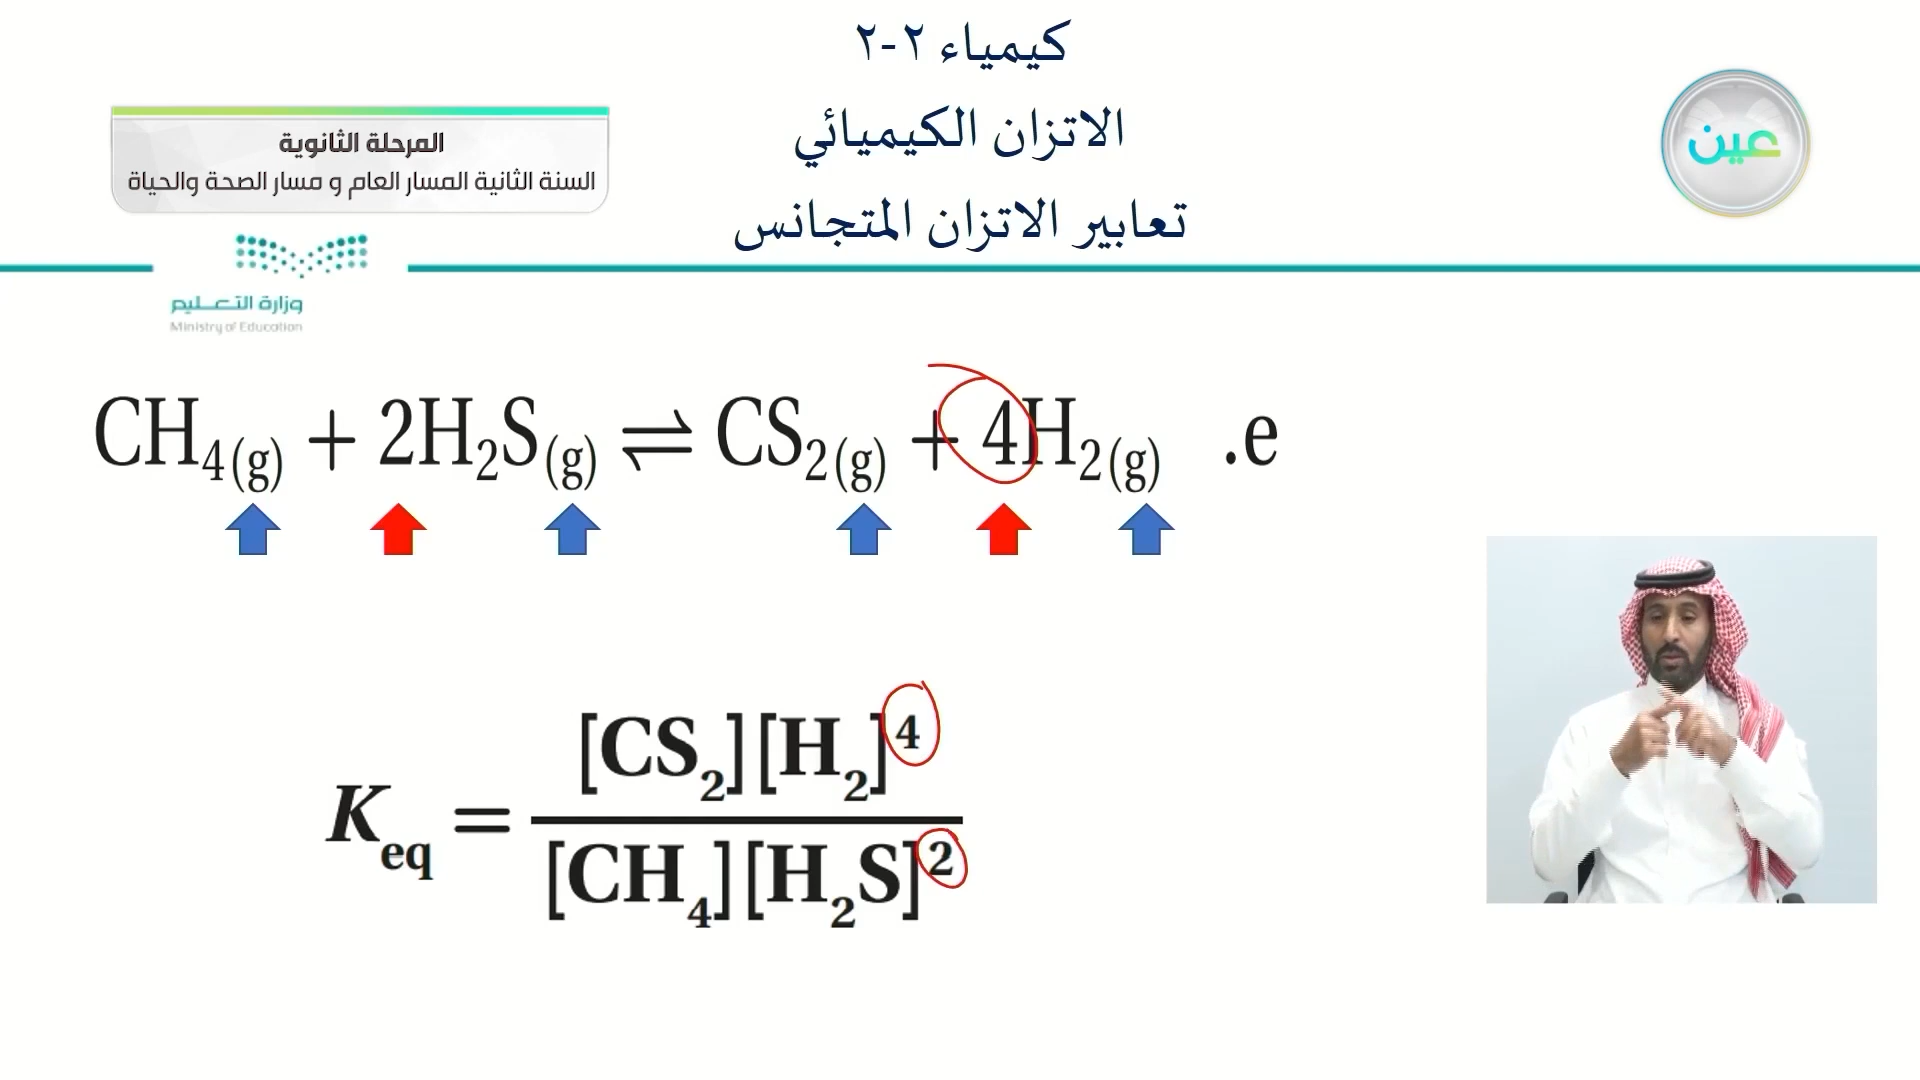 كيمياء ٢-٢
الاتزان الكيميائي
تعابير الاتزان المتجانس
المرحلة الثانوية
السنة الثانية المسار العام و مسار الصحة والحياة
عين
وزارة التعليم
Ministry of Education
CH₄(g) + 2H₂S(g) ⇌ CS₂(g) + 4H₂(g) .e
K_eq = [CS₂][H₂]⁴ / [CH₄][H₂S]²